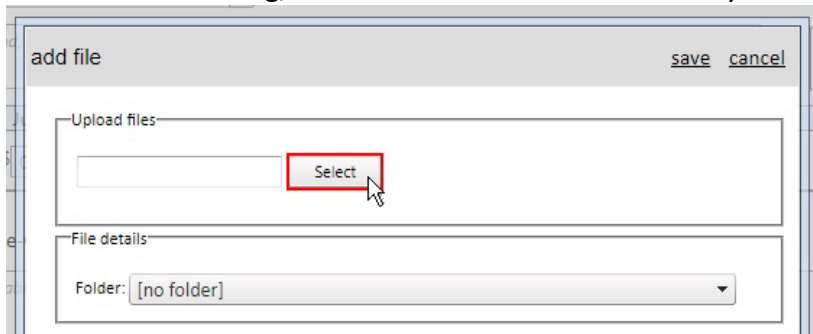 add file save cancel
Upload files
Select
File details
Folder: [no folder]